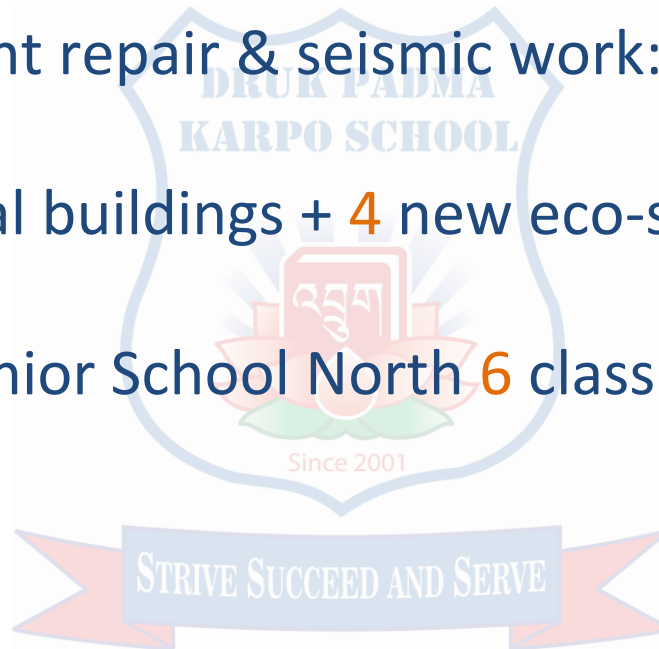 nt repair & seismic work:
DRUK PADMA
KARPO SCHOOL
al buildings + 4 new eco-s
འབྲུག
nior School North 6 class
Since 2001
STRIVE SUCCEED AND SERVE